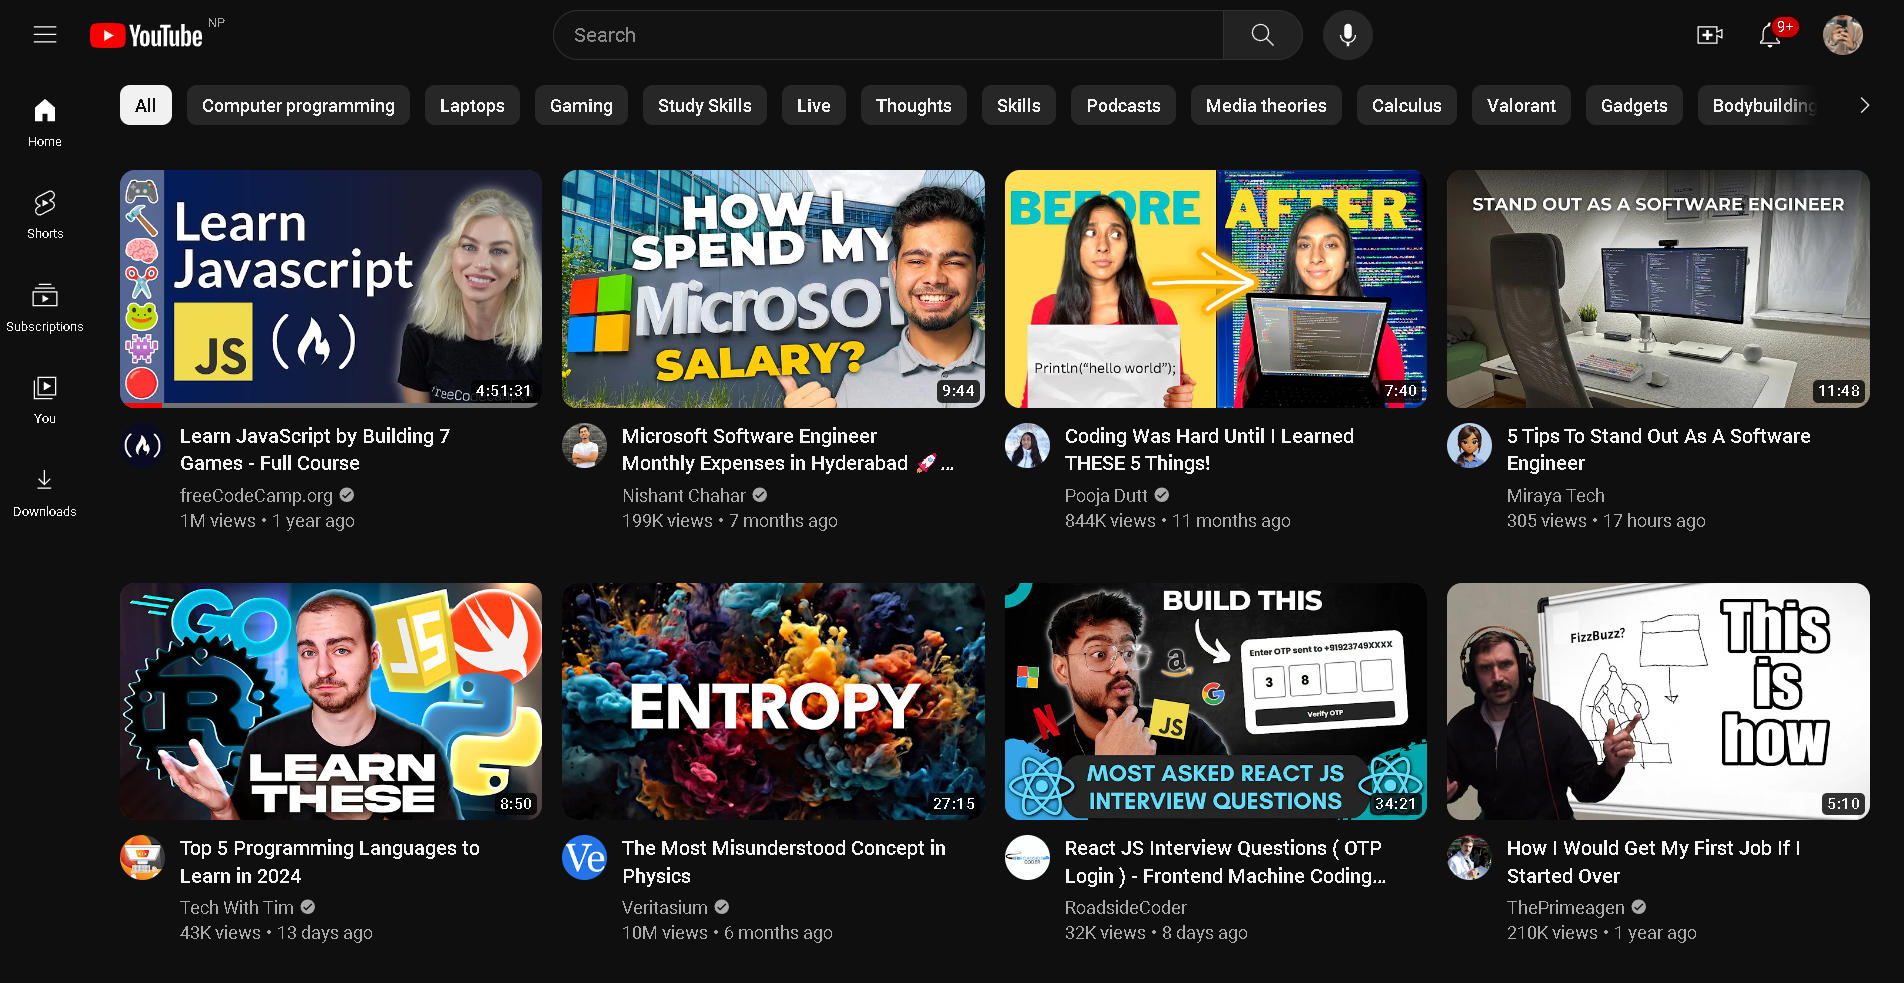 YouTube NP
Search
9+
All
Computer programming
Laptops
Gaming
Study Skills
Live
Thoughts
Skills
Podcasts
Media theories
Calculus
Valorant
Gadgets
Bodybuilding
Home
Shorts
Subscriptions
You
Downloads
Learn
Javascript
JS
4:51:31
HOW I
SPEND MY
MICROSOFT
SALARY?
9:44
BEFORE
AFTER
Println(“hello world”);
7:40
STAND OUT AS A SOFTWARE ENGINEER
11:48
Learn JavaScript by Building 7
Games - Full Course
freeCodeCamp.org
1M views • 1 year ago
Microsoft Software Engineer
Monthly Expenses in Hyderabad 🚀 ...
Nishant Chahar
199K views • 7 months ago
Coding Was Hard Until I Learned
THESE 5 Things!
Pooja Dutt
844K views • 11 months ago
5 Tips To Stand Out As A Software
Engineer
Miraya Tech
305 views • 17 hours ago
GO
JS
R
LEARN
THESE
8:50
ENTROPY
27:15
BUILD THIS
Enter OTP sent to +91923749XXXX
3 8
Verify OTP
a
G
N
JS
MOST ASKED REACT JS
INTERVIEW QUESTIONS
34:21
FizzBuzz?
This
is
how
5:10
Top 5 Programming Languages to
Learn in 2024
Tech With Tim
43K views • 13 days ago
Ve
The Most Misunderstood Concept in
Physics
Veritasium
10M views • 6 months ago
React JS Interview Questions ( OTP
Login ) - Frontend Machine Coding...
RoadsideCoder
32K views • 8 days ago
How I Would Get My First Job If I
Started Over
ThePrimeagen
210K views • 1 year ago